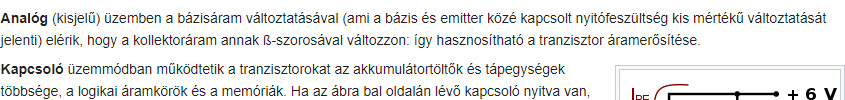 Analóg (kisjelű) üzemben a bázisáram változtatásával (ami a bázis és emitter közé kapcsolt nyitófeszültség kis mértékű változtatását
jelenti) elérik, hogy a kollektoráram annak ß-szorosával változzon: így hasznosítható a tranzisztor áramerősítése.
Kapcsoló üzemmódban működtetik a tranzisztorokat az akkumulátortöltők és tápegységek
többsége, a logikai áramkörök és a memóriák. Ha az ábra bal oldalán lévő kapcsoló nyitva van,
IBE + 6 V